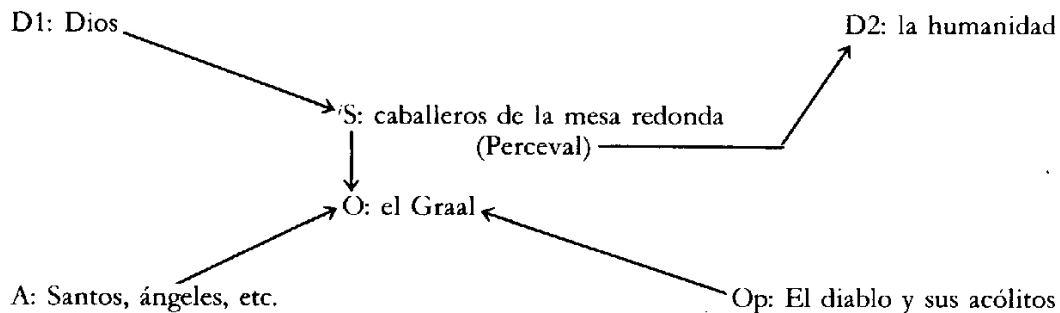 D1: Dios
D2: la humanidad
S: caballeros de la mesa redonda
(Perceval)
O: el Graal
A: Santos, ángeles, etc.
Op: El diablo y sus acólitos